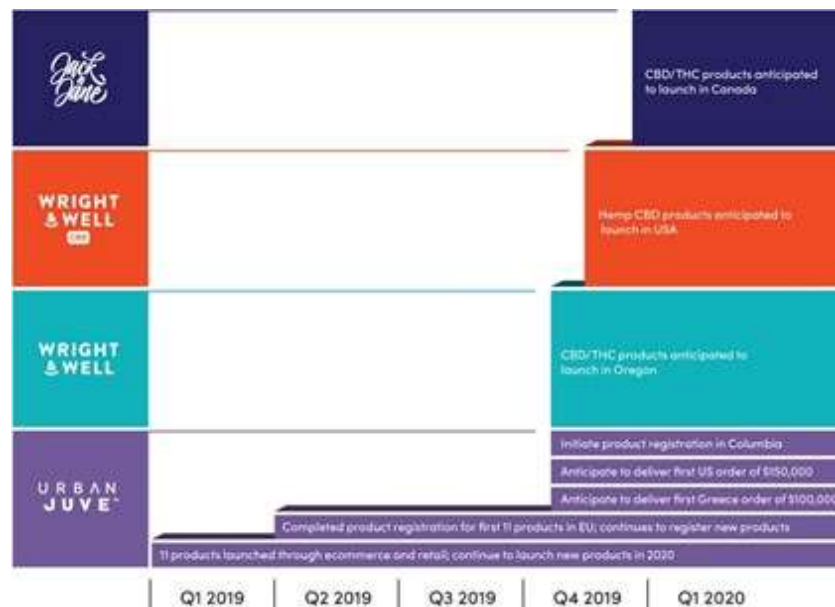 Jack
& Jane
CBD/THC products anticipated
to launch in Canada
WRIGHT
& WELL
CBD
Hemp CBD products anticipated to
launch in USA
WRIGHT
& WELL
CBD/THC products anticipated to
launch in Oregon
URBAN
JUVE™
Initiate product registration in Columbia
Anticipate to deliver first US order of $150,000
Anticipate to deliver first Greece order of $100,000
Completed product registration for first 11 products in EU; continues to register new products
11 products launched through ecommerce and retail; continue to launch new products in 2020
Q1 2019 Q2 2019 Q3 2019 Q4 2019 Q1 2020